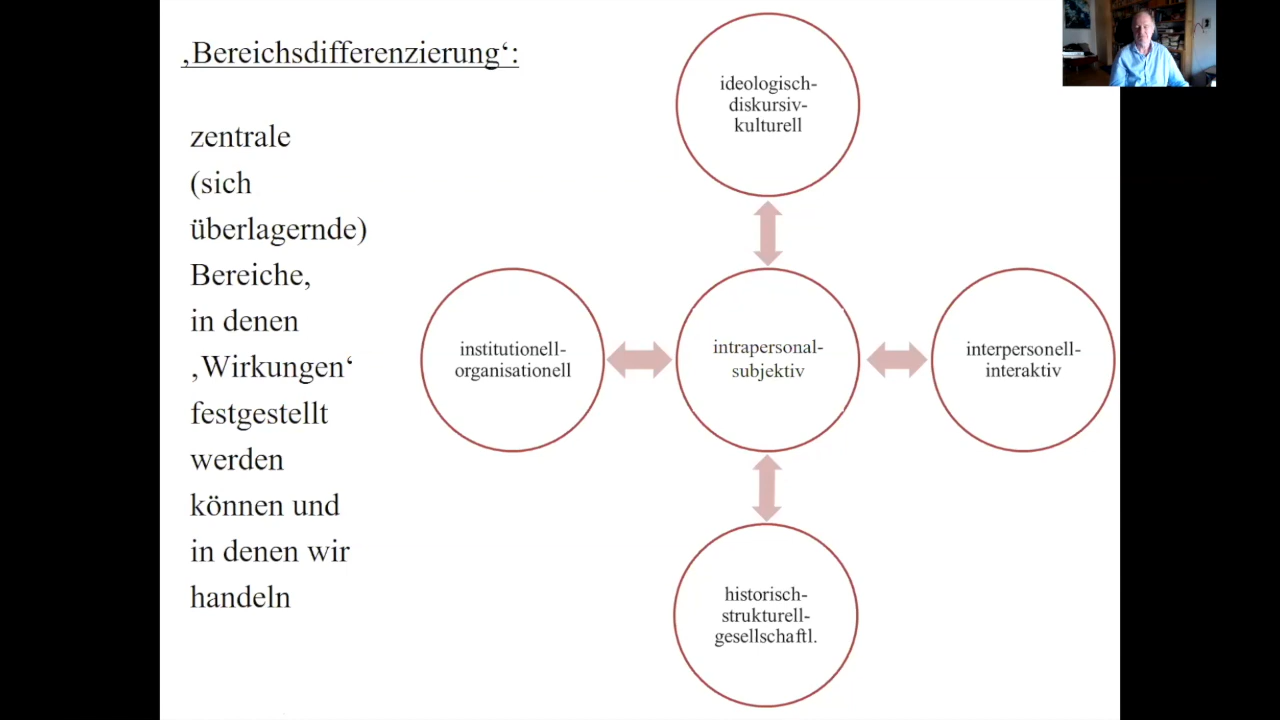 ‚Bereichsdifferenzierung‘:
zentrale
(sich
überlagernde)
Bereiche,
in denen
‚Wirkungen‘
festgestellt
werden
können und
in denen wir
handeln
ideologisch-
diskursiv-
kulturell
institutionell-
organisationell
intrapersonal-
subjektiv
interpersonell-
interaktiv
historisch-
strukturell-
gesellschaftl.